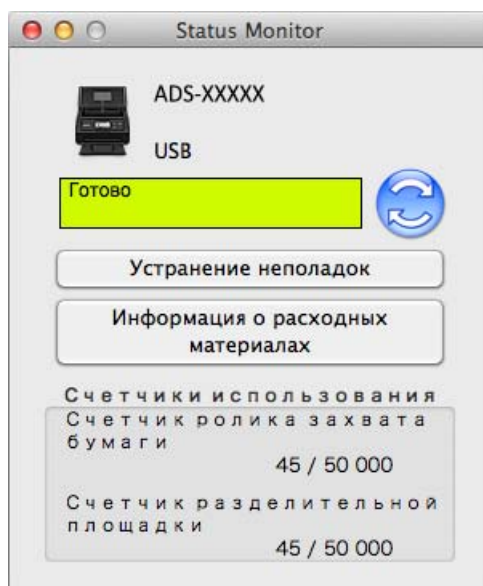 Status Monitor
ADS-XXXXX
USB
Готово
Устранение неполадок
Информация о расходных
материалах
Счетчики использования
Счетчик ролика захвата
бумаги
45 / 50 000
Счетчик разделительной
площадки
45 / 50 000